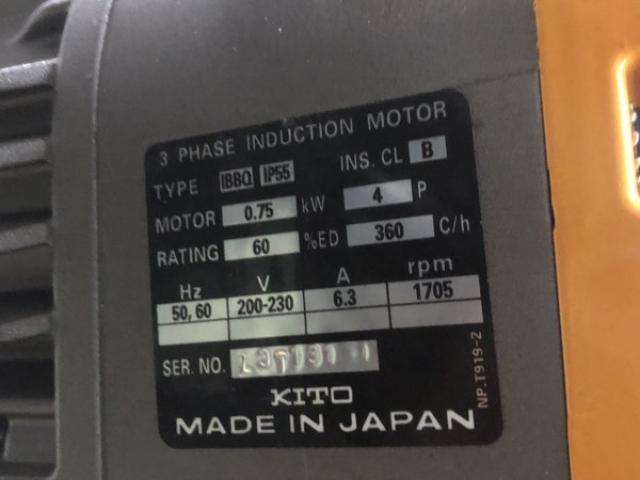 3 PHASE INDUCTION MOTOR
TYPE IBBQ IP55 INS. CL B
MOTOR 0.75 kW 4 P
RATING 60 %ED 360 C/h
Hz V A rpm
50, 60 200-230 6.3 1705
SER. NO.
KITO
MADE IN JAPAN
NP.T919-2